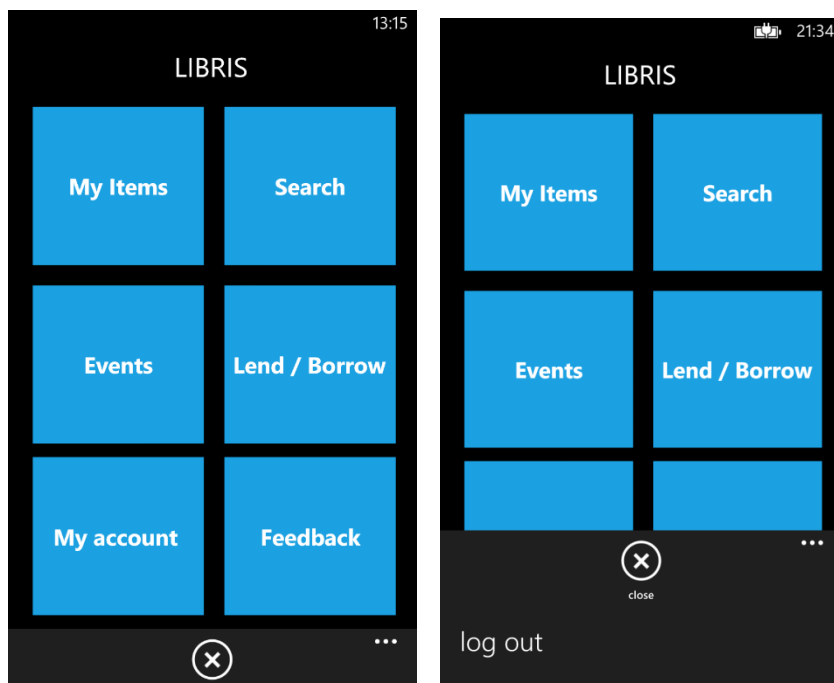 13:15
LIBRIS
My Items
Search
Events
Lend / Borrow
My account
Feedback
21:34
LIBRIS
My Items
Search
Events
Lend / Borrow
close
log out